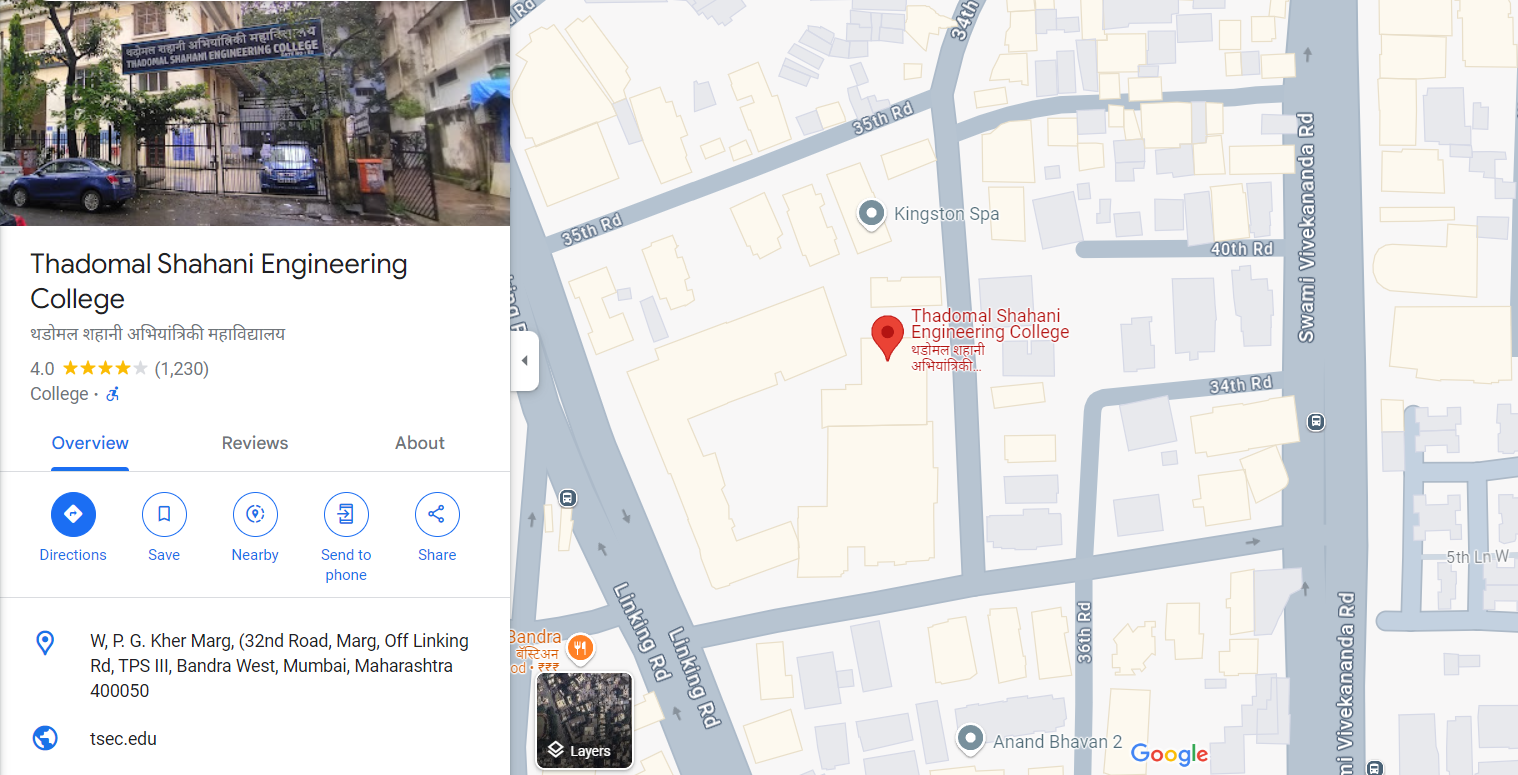 थडोमल शहानी अभियांत्रिकी महाविद्यालय
THADOMAL SHAHANI ENGINEERING COLLEGE
Thadomal Shahani Engineering
College
थडोमल शहानी अभियांत्रिकी महाविद्यालय
4.0 (1,230)
College ·
Overview Reviews About
Directions Save Nearby Send to phone Share
W, P. G. Kher Marg, (32nd Road, Marg, Off Linking
Rd, TPS III, Bandra West, Mumbai, Maharashtra
400050
tsec.edu
Rd
34th
35th Rd
35th Rd
Kingston Spa
40th Rd
Swami Vivekananda Rd
Thadomal Shahani
Engineering College
थडोमल शहानी
अभियांत्रिकी...
34th Rd
5th Ln W
Linking Rd
Linking Rd
36th Rd
Bandra
बॅस्टिअन
od · ₹₹₹
Layers
Anand Bhavan 2
Google
mi Vivekananda Rd